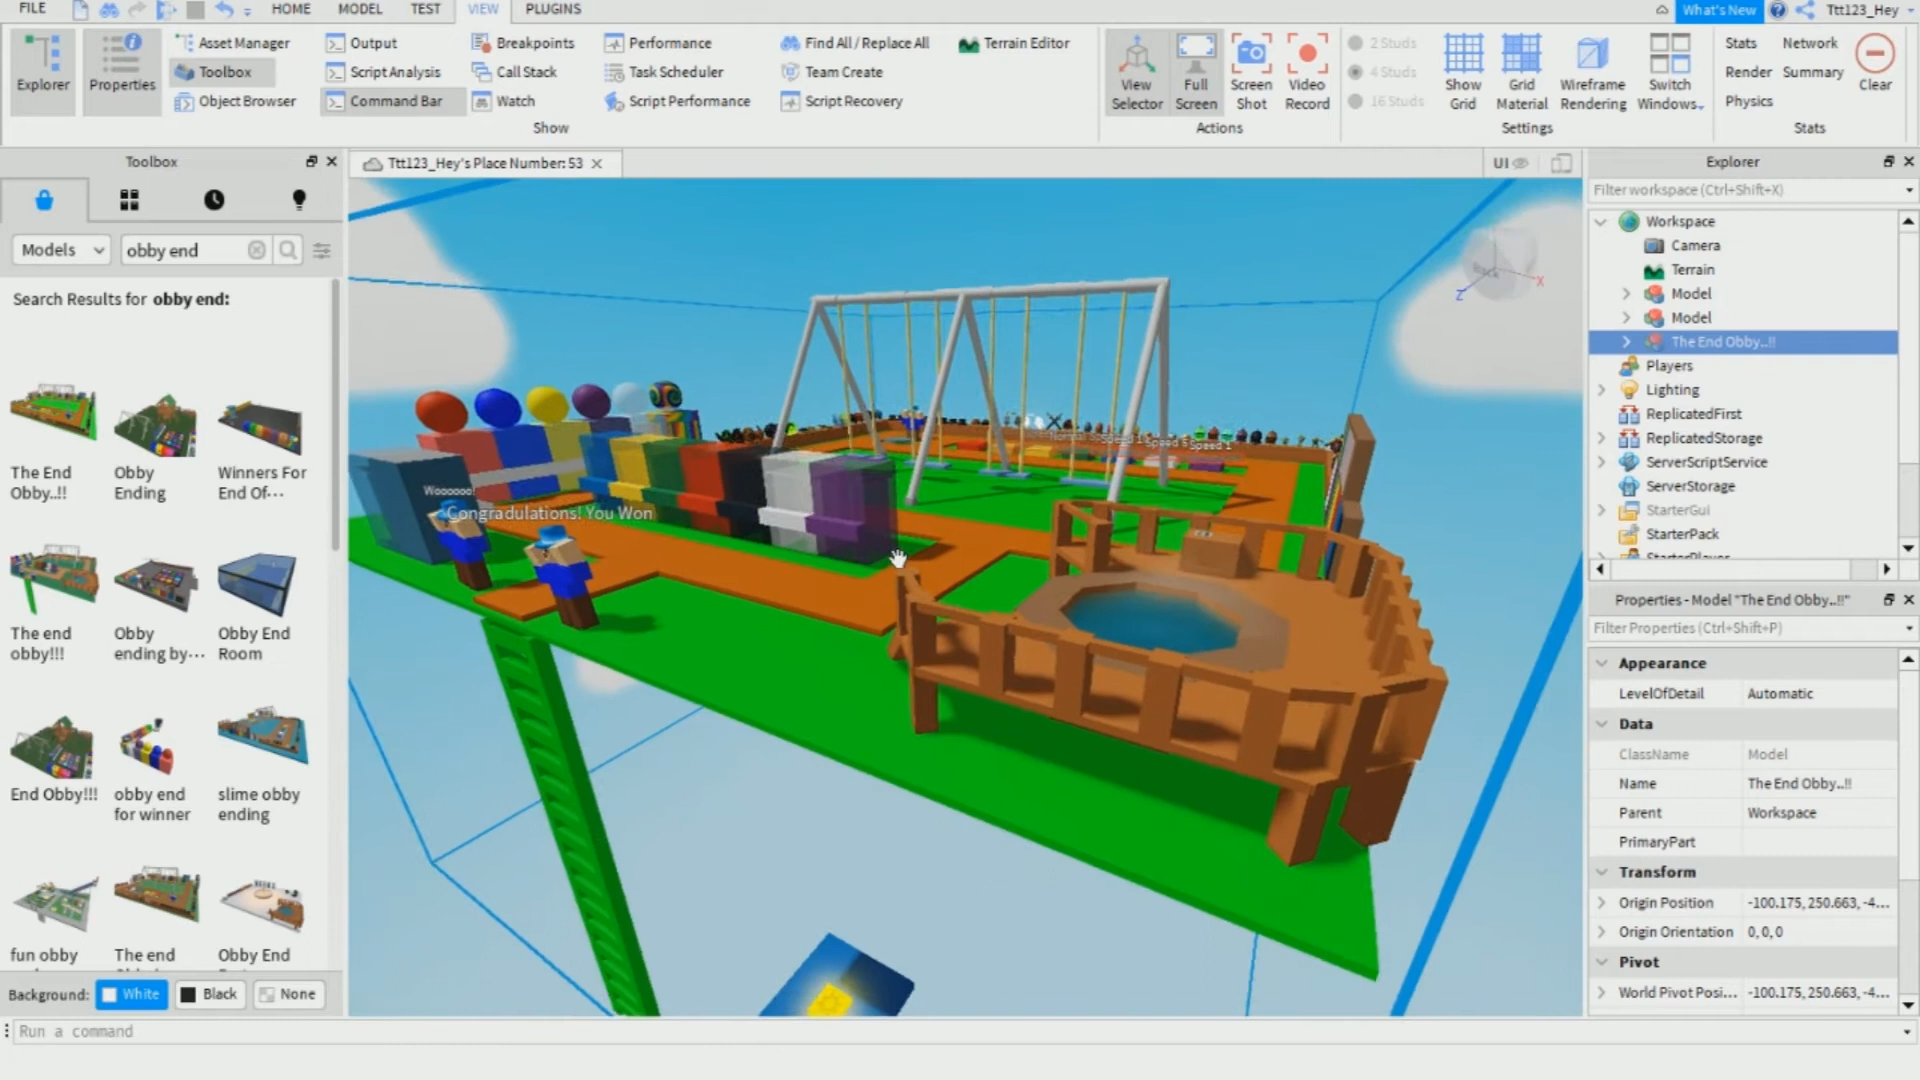 FILE
HOME
MODEL
TEST
VIEW
PLUGINS
What's New
Ttt123_Hey
Explorer
Properties
Asset Manager
Toolbox
Object Browser
Output
Script Analysis
Command Bar
Breakpoints
Call Stack
Watch
Performance
Task Scheduler
Script Performance
Find All / Replace All
Team Create
Script Recovery
Terrain Editor
Show
View
Selector
Full
Screen
Screen
Shot
Video
Record
Actions
2 Studs
4 Studs
16 Studs
Show
Grid
Grid
Material
Wireframe
Rendering
Switch
Windows
Settings
Stats
Network
Render
Summary
Physics
Clear
Stats
Toolbox
Models
obby end
Search Results for obby end:
The End
Obby..!!
Obby
Ending
Winners For
End Of...
The end
obby!!!
Obby
ending by...
Obby End
Room
End Obby!!!
obby end
for winner
slime obby
ending
fun obby
The end
Obby End
Background:
White
Black
None
Run a command
Ttt123_Hey's Place Number: 53
UI
Back
X
Z
Woooooo!
Congradulations! You Won
Speed 1
Explorer
Filter workspace (Ctrl+Shift+X)
Workspace
Camera
Terrain
Model
Model
The End Obby..!!
Players
Lighting
ReplicatedFirst
ReplicatedStorage
ServerScriptService
ServerStorage
StarterGui
StarterPack
StarterPlayer
Properties - Model "The End Obby..!!"
Filter Properties (Ctrl+Shift+P)
Appearance
LevelOfDetail
Automatic
Data
ClassName
Model
Name
The End Obby..!!
Parent
Workspace
PrimaryPart
Transform
Origin Position
-100.175, 250.663, -4...
Origin Orientation
0, 0, 0
Pivot
World Pivot Posi...
-100.175, 250.663, -4...